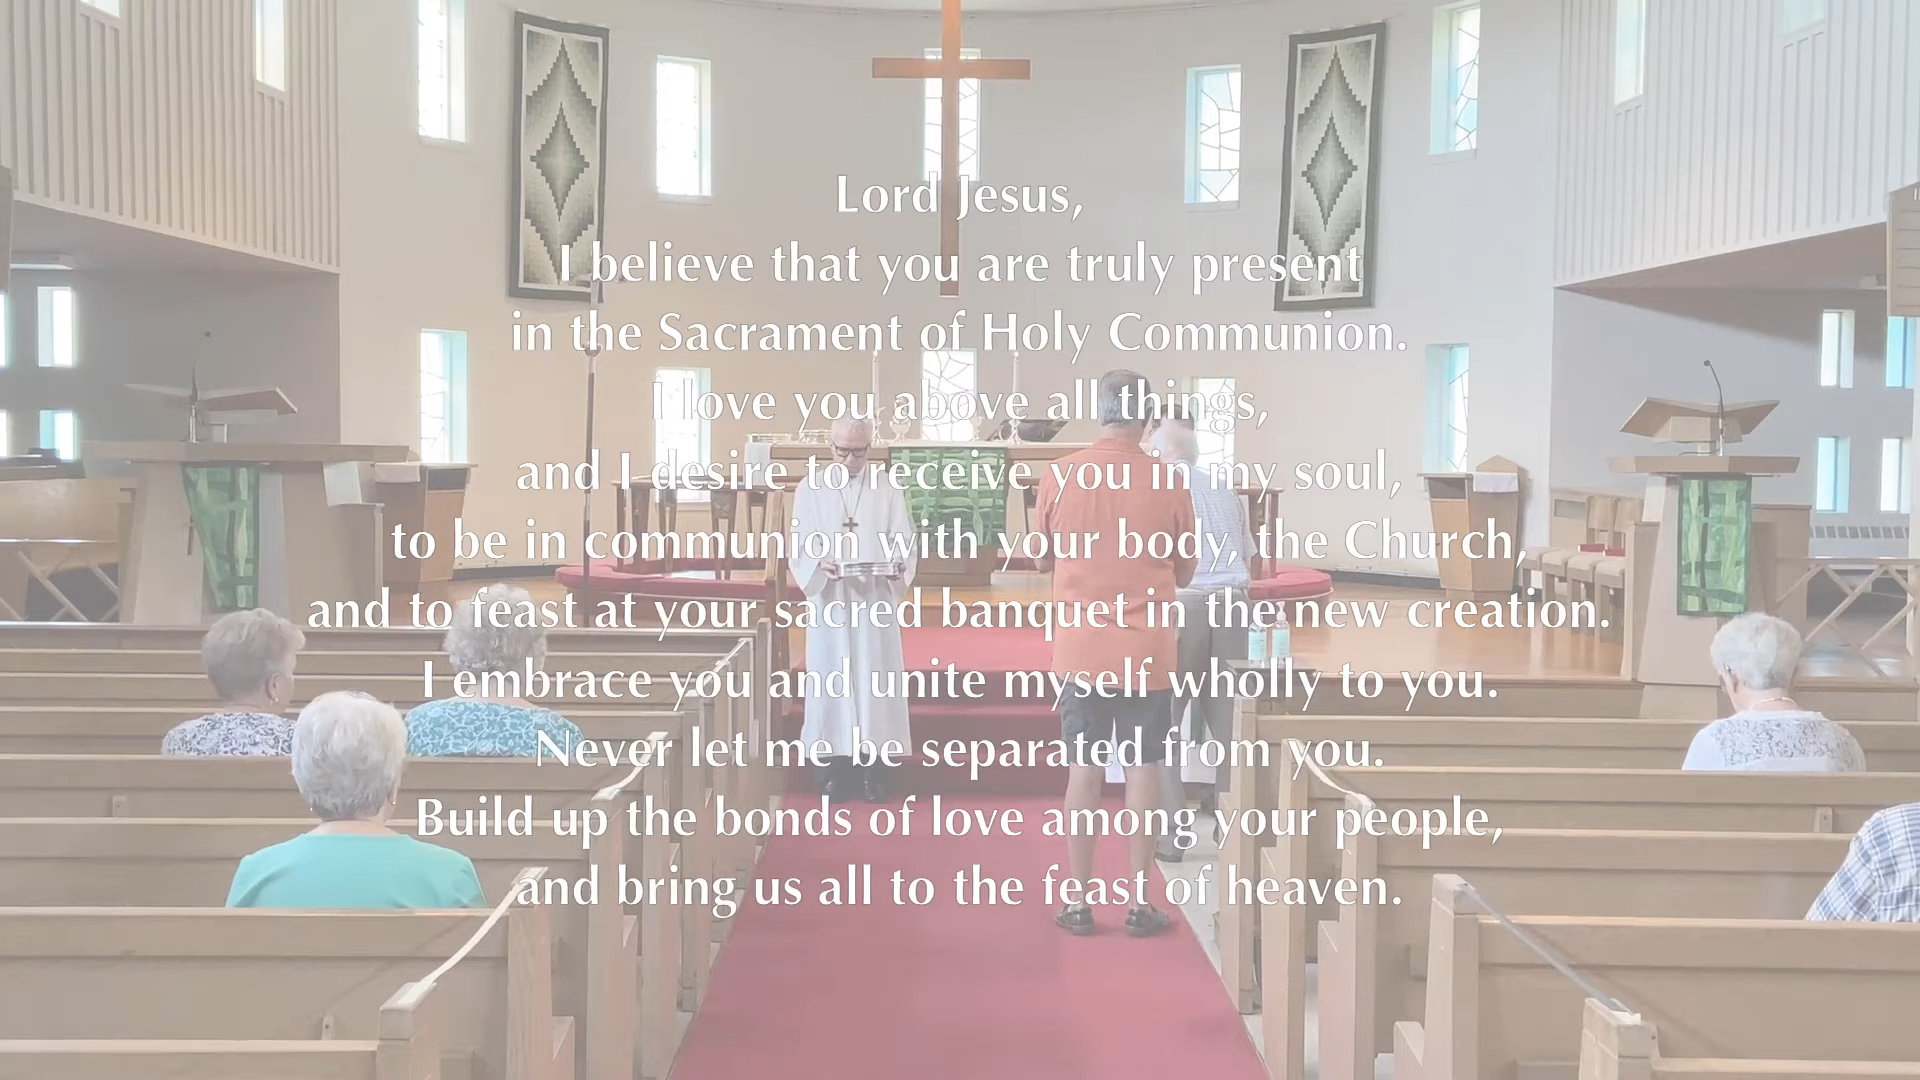 Lord Jesus,
I believe that you are truly present
in the Sacrament of Holy Communion.
I love you above all things,
and I desire to receive you in my soul,
to be in communion with your body, the Church,
and to feast at your sacred banquet in the new creation.
I embrace you and unite myself wholly to you.
Never let me be separated from you.
Build up the bonds of love among your people,
and bring us all to the feast of heaven.